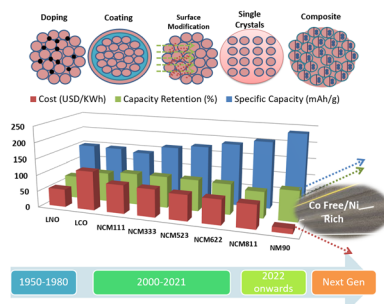 Doping
Coating
Surface
Modification
Single
Crystals
Composite
Cost (USD/KWh)
Capacity Retention (%)
Specific Capacity (mAh/g)
250
200
150
100
50
0
LNO
LCO
NCM111
NCM333
NCM523
NCM622
NCM811
NM90
Co Free/Ni
Rich
1950-1980
2000-2021
2022
onwards
Next Gen